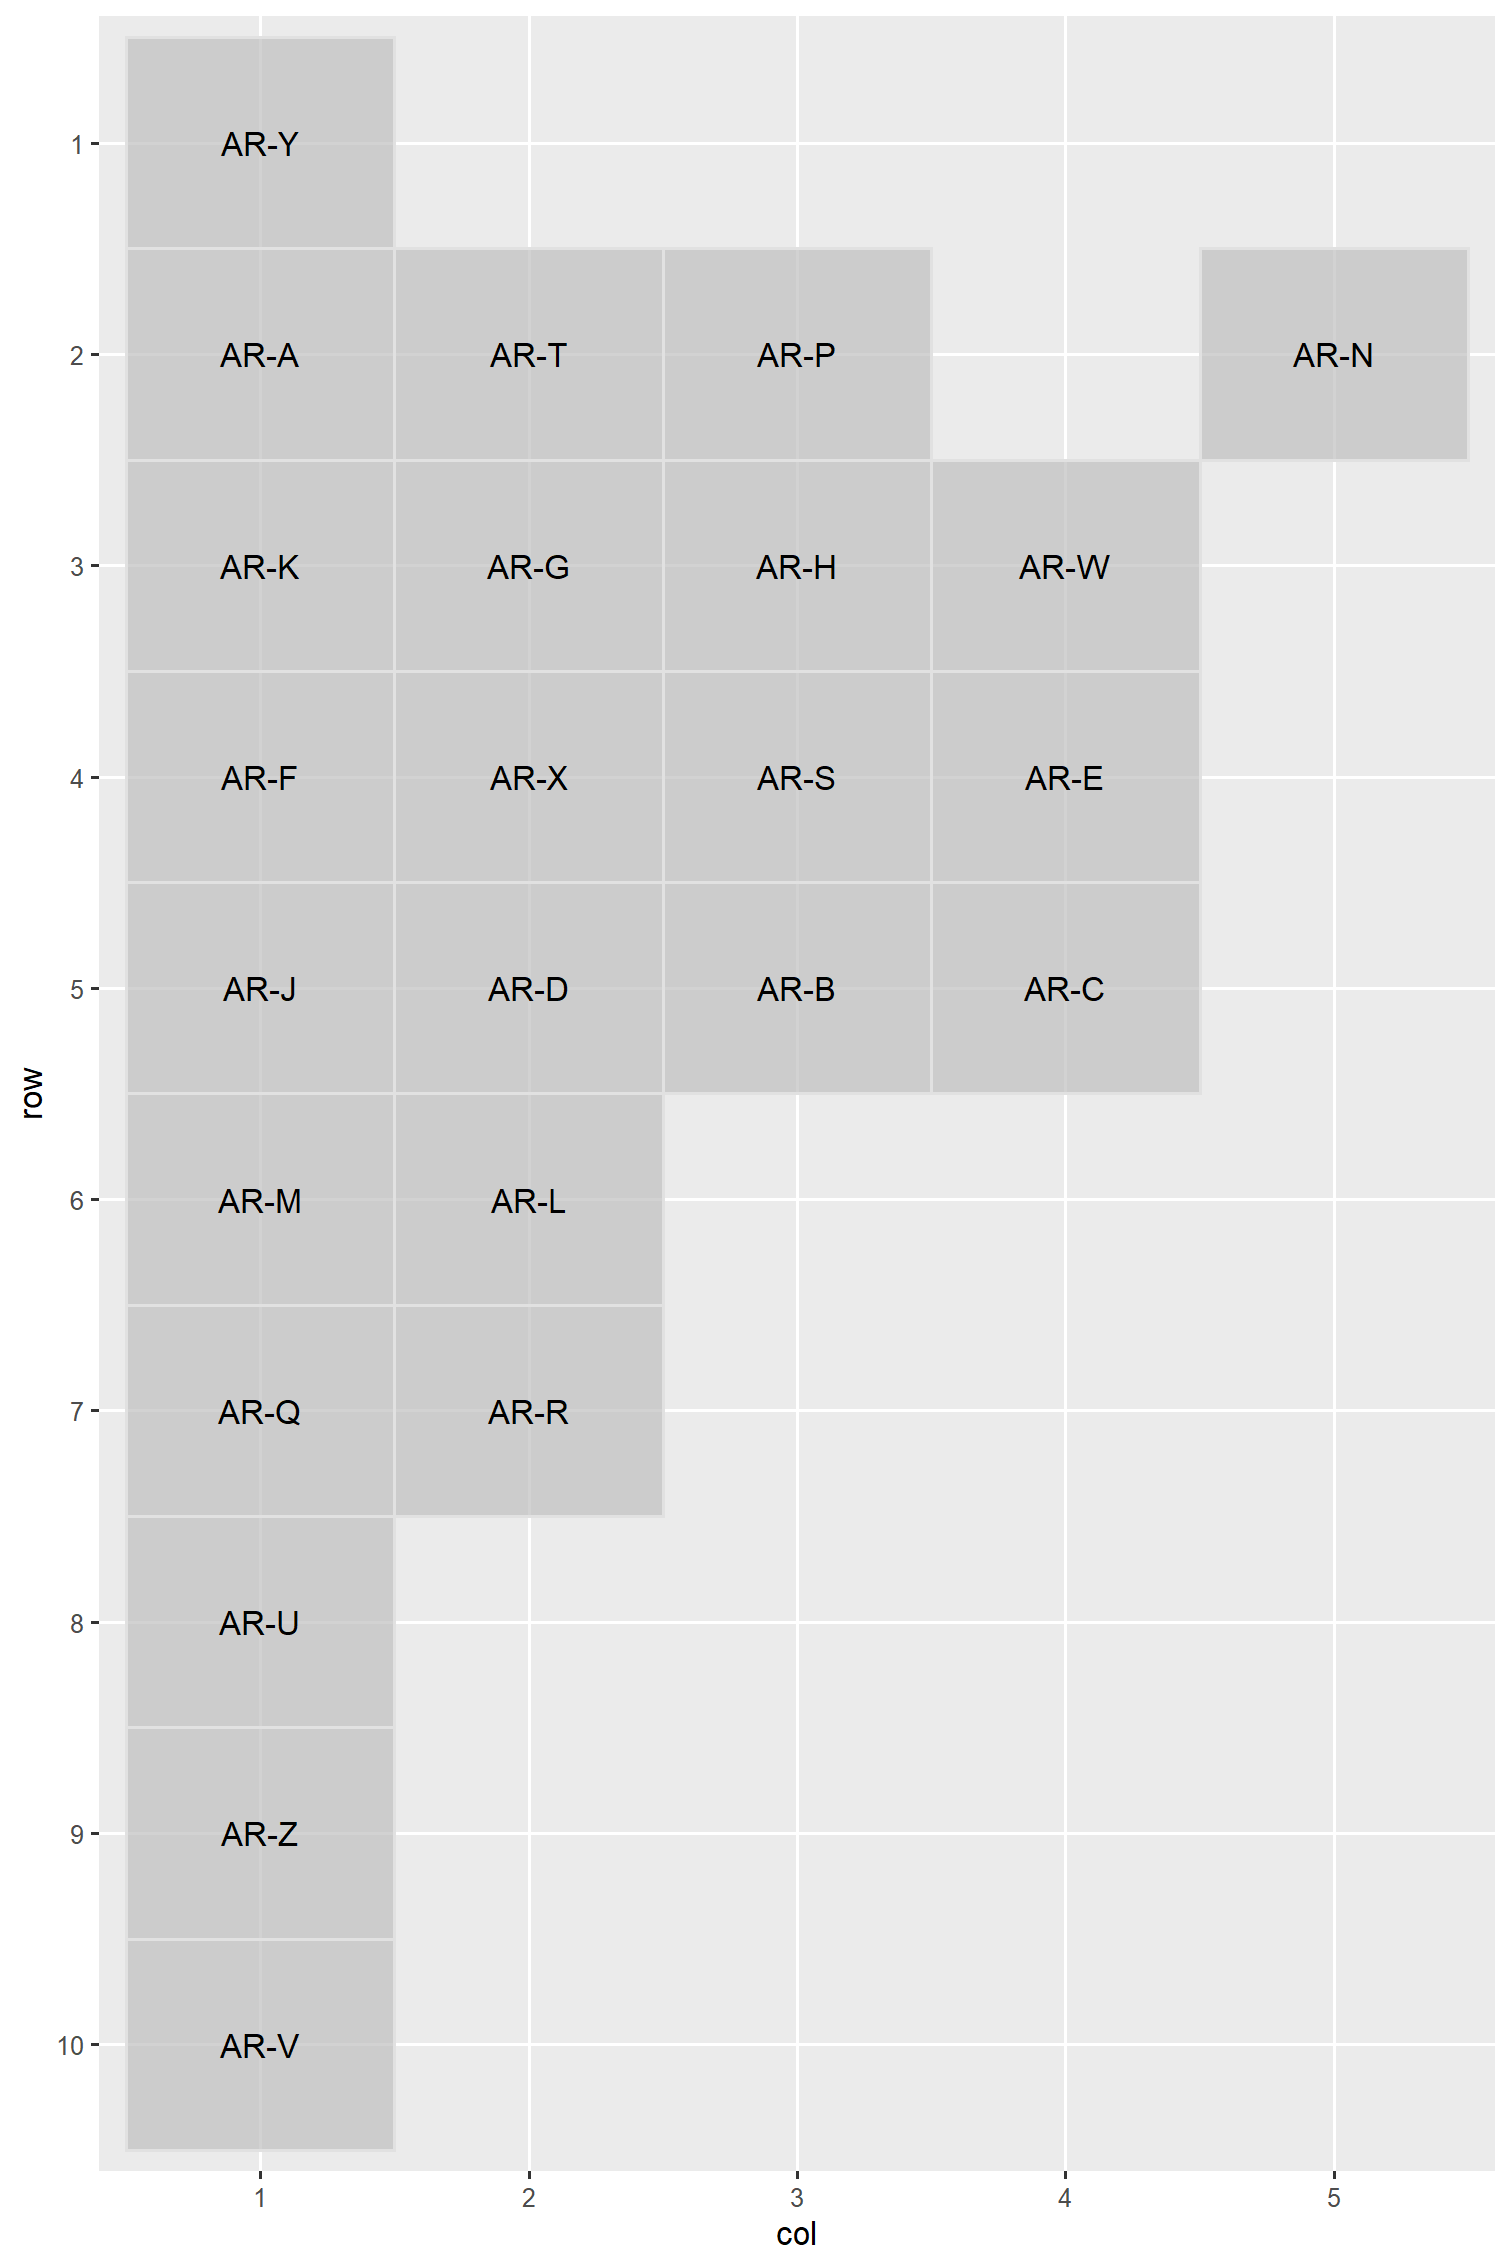 1 AR-Y
2 AR-A AR-T AR-P AR-N
3 AR-K AR-G AR-H AR-W
4 AR-F AR-X AR-S AR-E
5 AR-J AR-D AR-B AR-C
row
6 AR-M AR-L
7 AR-Q AR-R
8 AR-U
9 AR-Z
10 AR-V
1 2 3 4 5
col